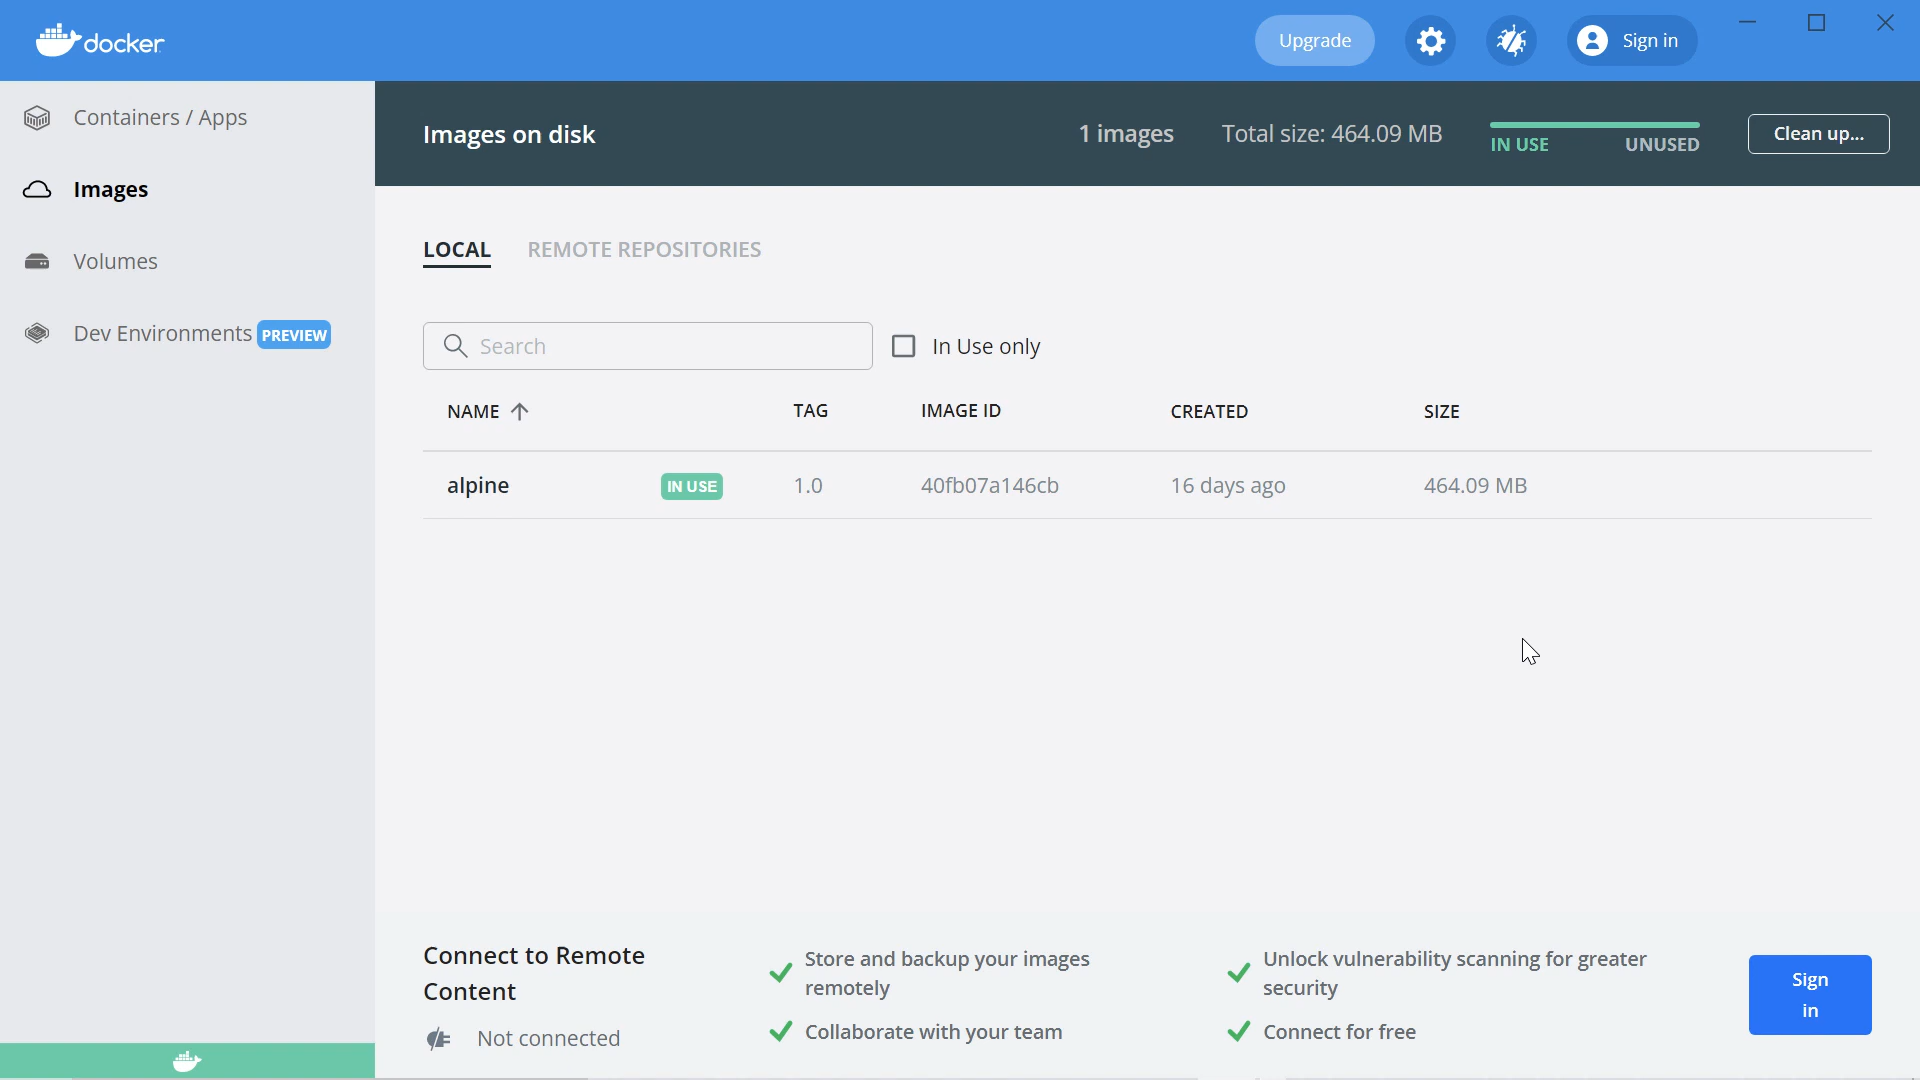 docker
Upgrade
Sign in
Containers / Apps
Images
Volumes
Dev Environments PREVIEW
Images on disk
1 images
Total size: 464.09 MB
IN USE
UNUSED
Clean up...
LOCAL
REMOTE REPOSITORIES
Search
In Use only
NAME TAG IMAGE ID CREATED SIZE
alpine IN USE 1.0 40fb07a146cb 16 days ago 464.09 MB
Connect to Remote
Content
Not connected
Store and backup your images
remotely
Collaborate with your team
Unlock vulnerability scanning for greater
security
Connect for free
Sign
in